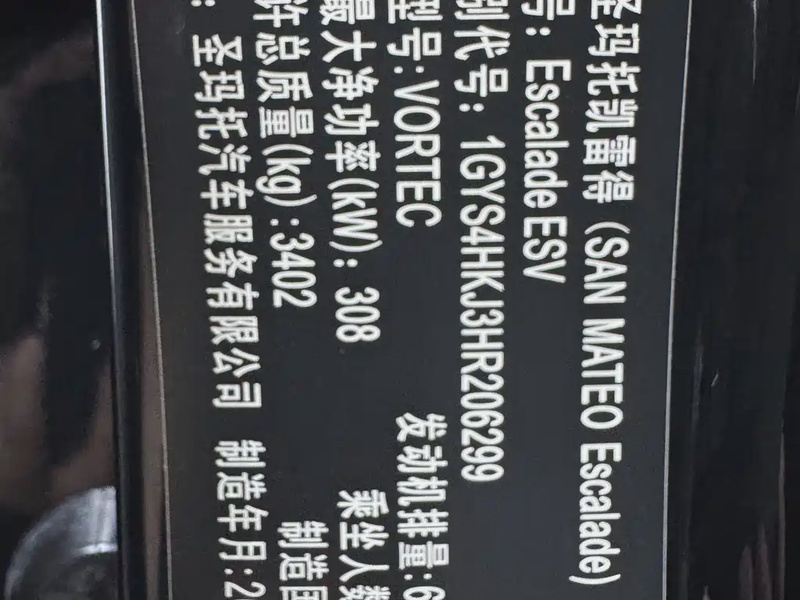 圣玛托凯雷得 (SAN MATEO Escalade)
号: Escalade ESV
别代号: 1GYS4HKJ3HR206299
型号: VORTEC 发动机排量:6
最大净功率(kW): 308 乘坐人数
许总质量(kg):3402 制造国
: 圣玛托汽车服务有限公司 制造年月:2